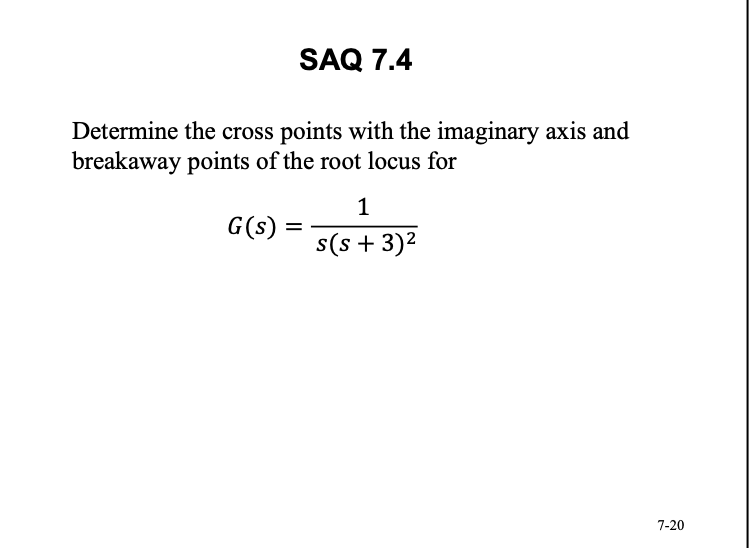 SAQ 7.4
Determine the cross points with the imaginary axis and
breakaway points of the root locus for
G(s) = 1 / s(s + 3)²
7-20